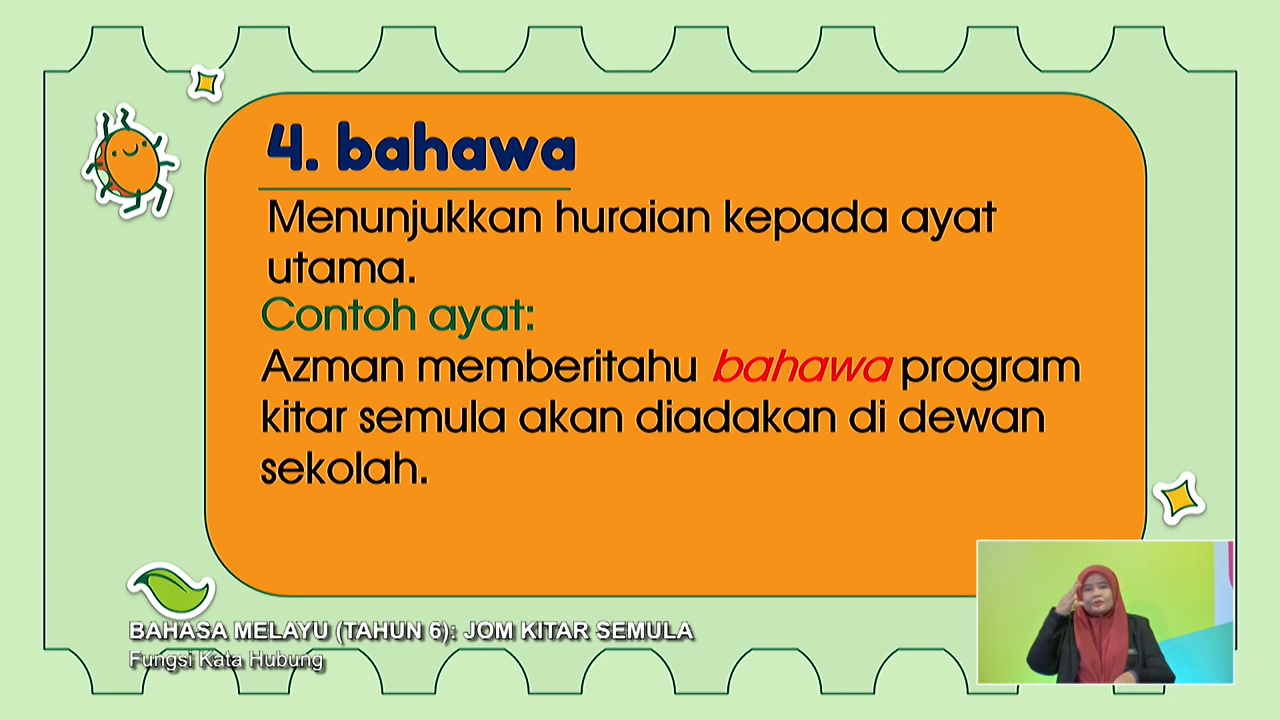 4. bahawa
Menunjukkan huraian kepada ayat
utama.
Contoh ayat:
Azman memberitahu bahawa program
kitar semula akan diadakan di dewan
sekolah.
BAHASA MELAYU (TAHUN 6): JOM KITAR SEMULA
Fungsi Kata Hubung